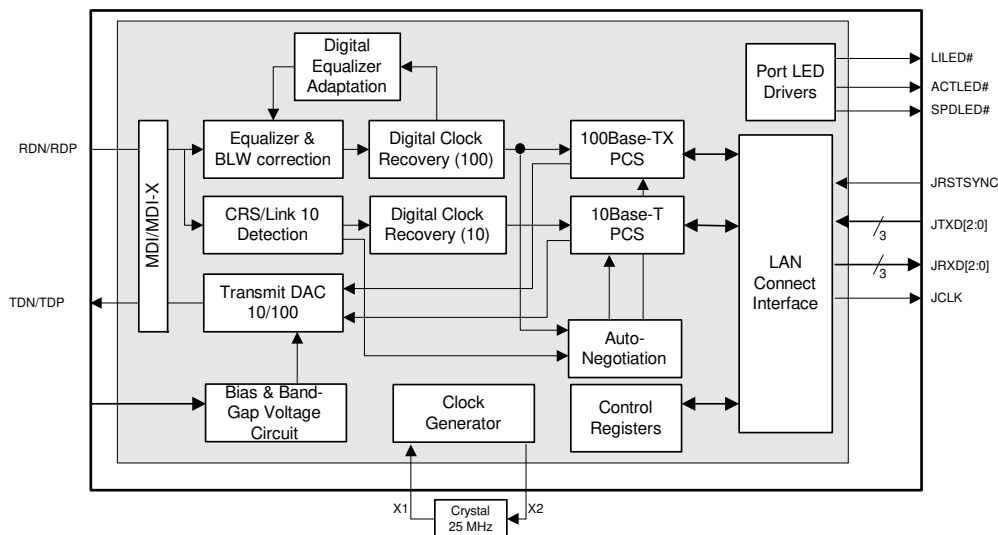 Digital
Equalizer
Adaptation
Port LED
Drivers
LILED#
ACTLED#
SPDLED#
RDN/RDP
MDI/MDI-X
Equalizer &
BLW correction
Digital Clock
Recovery (100)
100Base-TX
PCS
JRSTSYNC
CRS/Link 10
Detection
Digital Clock
Recovery (10)
10Base-T
PCS
LAN
Connect
Interface
3
JTXD[2:0]
3
JRXD[2:0]
JCLK
TDN/TDP
Transmit DAC
10/100
Auto-
Negotiation
Bias & Band-
Gap Voltage
Circuit
Clock
Generator
Control
Registers
X1
X2
Crystal
25 MHz